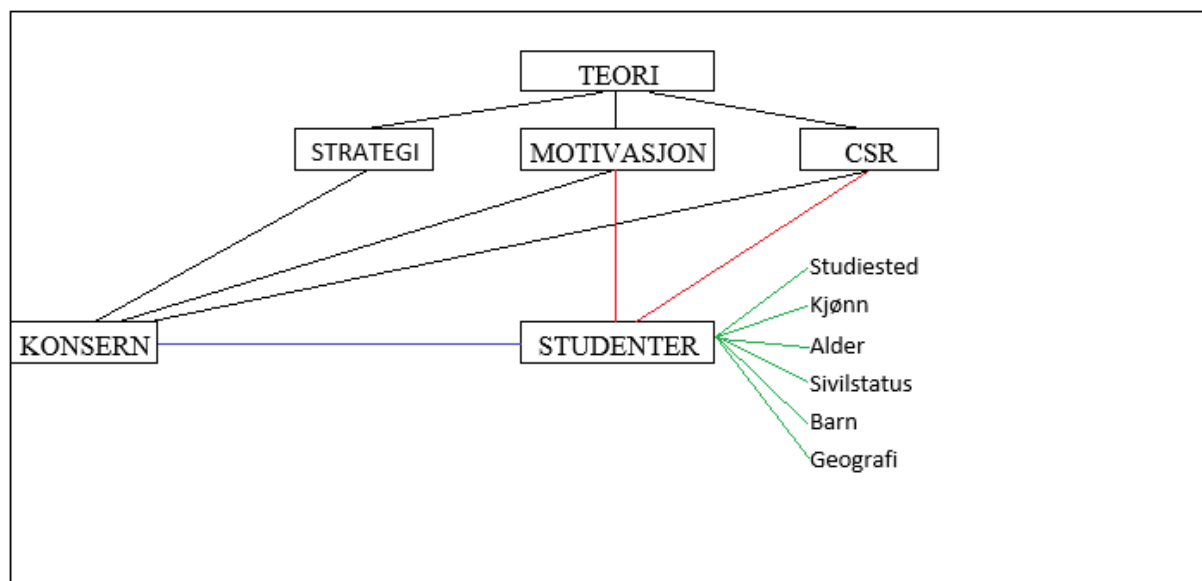 TEORI
STRATEGI
MOTIVASJON
CSR
Studiested
Kjønn
KONSERN
STUDENTER
Alder
Sivilstatus
Barn
Geografi